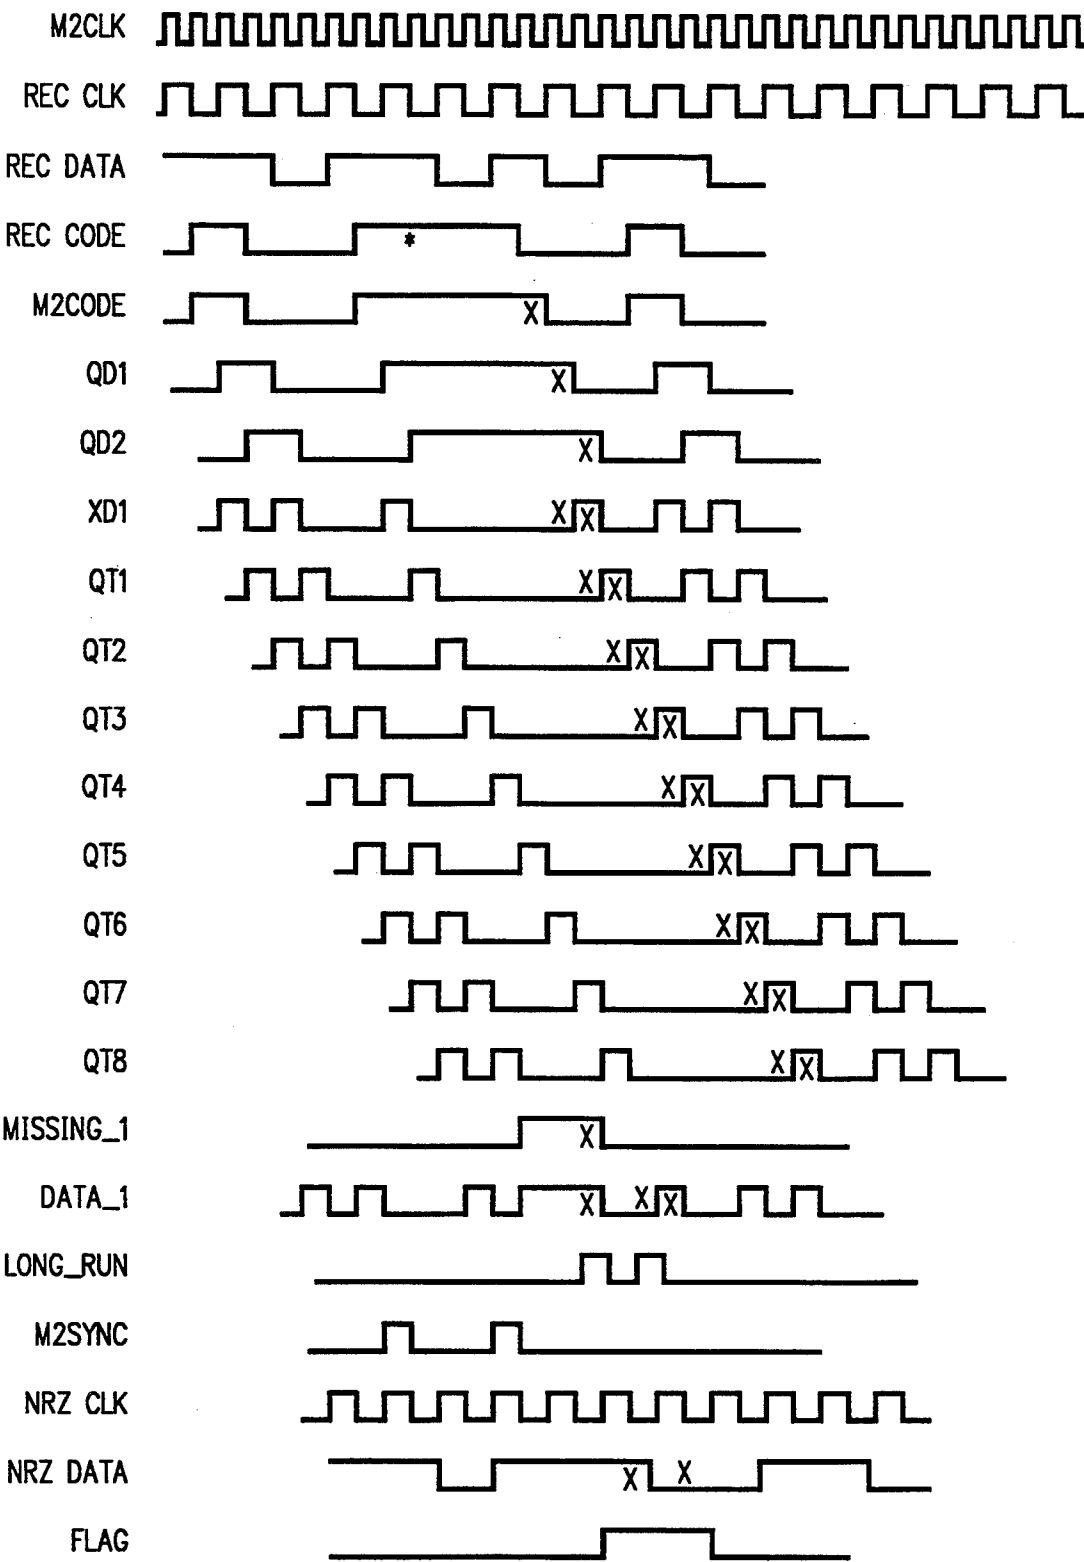 M2CLK
REC CLK
REC DATA
REC CODE *
M2CODE X
QD1 X
QD2 X
XD1 X X
QT1 X X
QT2 X X
QT3 X X
QT4 X X
QT5 X X
QT6 X X
QT7 X X
QT8 X X
MISSING_1 X
DATA_1 X X X
LONG_RUN
M2SYNC
NRZ CLK
NRZ DATA X X
FLAG